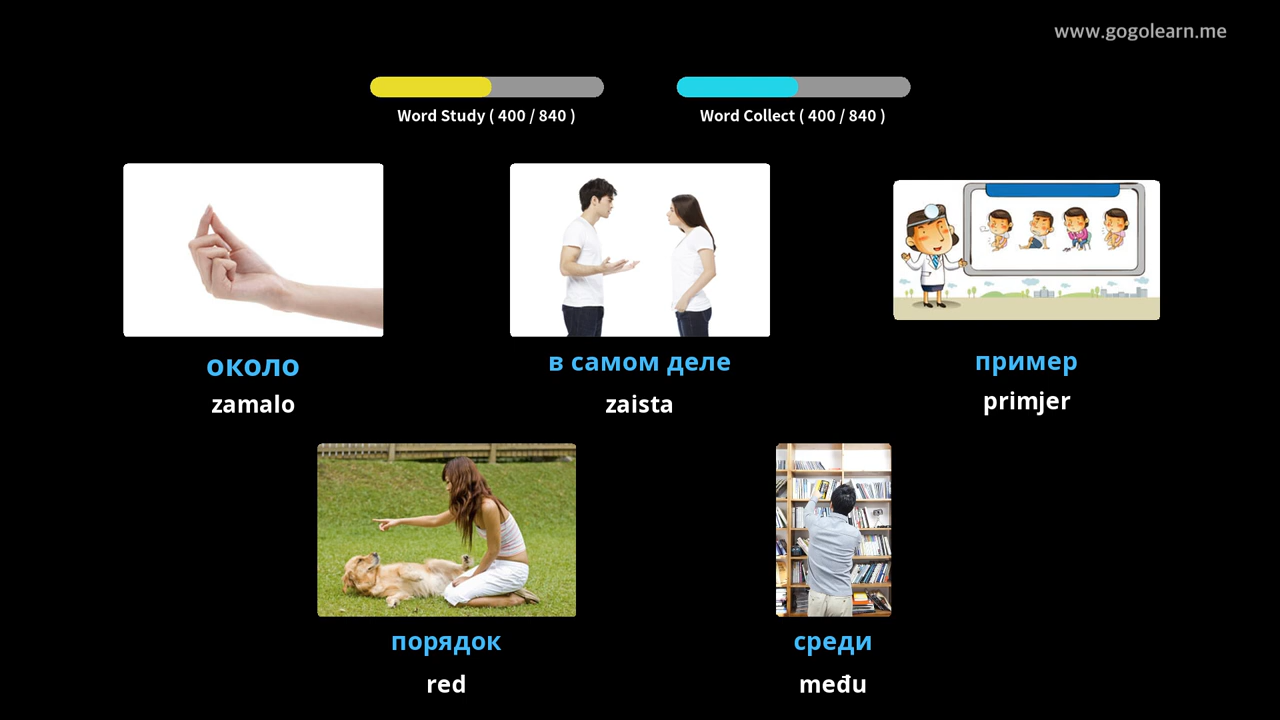 www.gogolearn.me
Word Study ( 400 / 840 )
Word Collect ( 400 / 840 )
около
zamalo
в самом деле
zaista
пример
primjer
порядок
red
среди
među